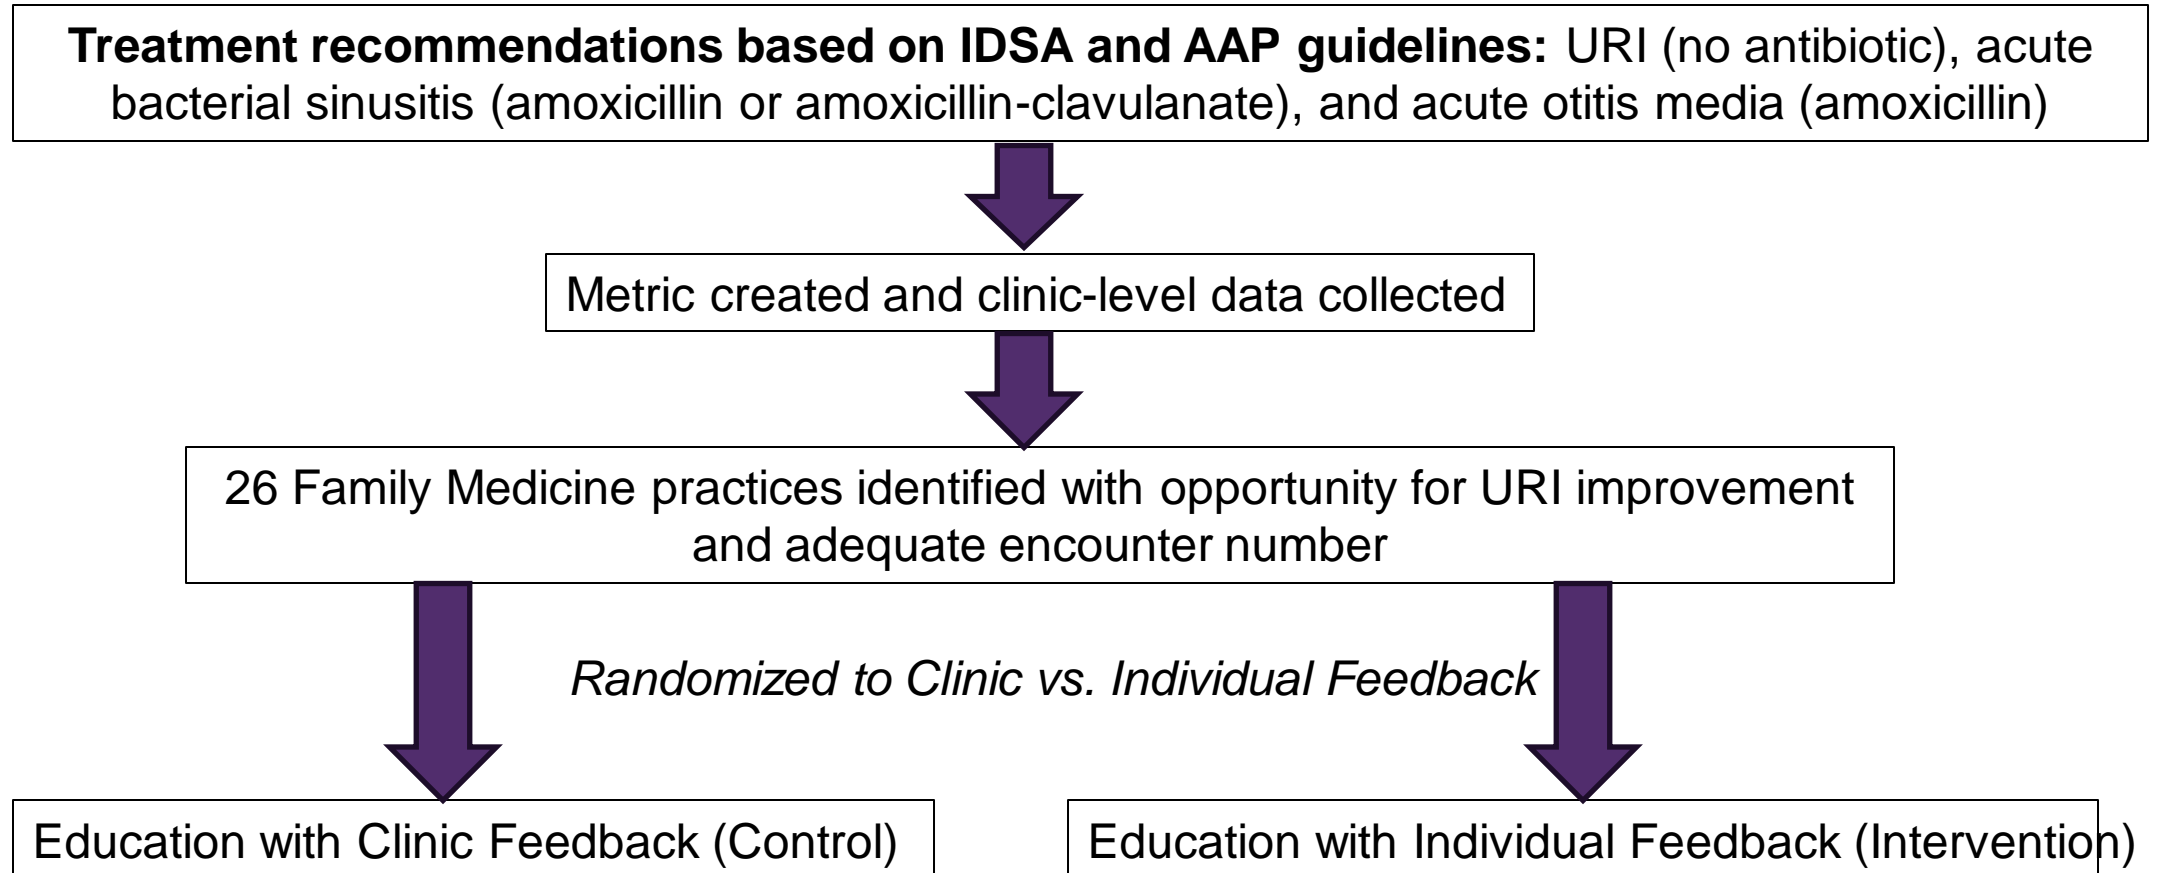 Treatment recommendations based on IDSA and AAP guidelines: URI (no antibiotic), acute
bacterial sinusitis (amoxicillin or amoxicillin-clavulanate), and acute otitis media (amoxicillin)
Metric created and clinic-level data collected
26 Family Medicine practices identified with opportunity for URI improvement
and adequate encounter number
Randomized to Clinic vs. Individual Feedback
Education with Clinic Feedback (Control)
Education with Individual Feedback (Intervention)